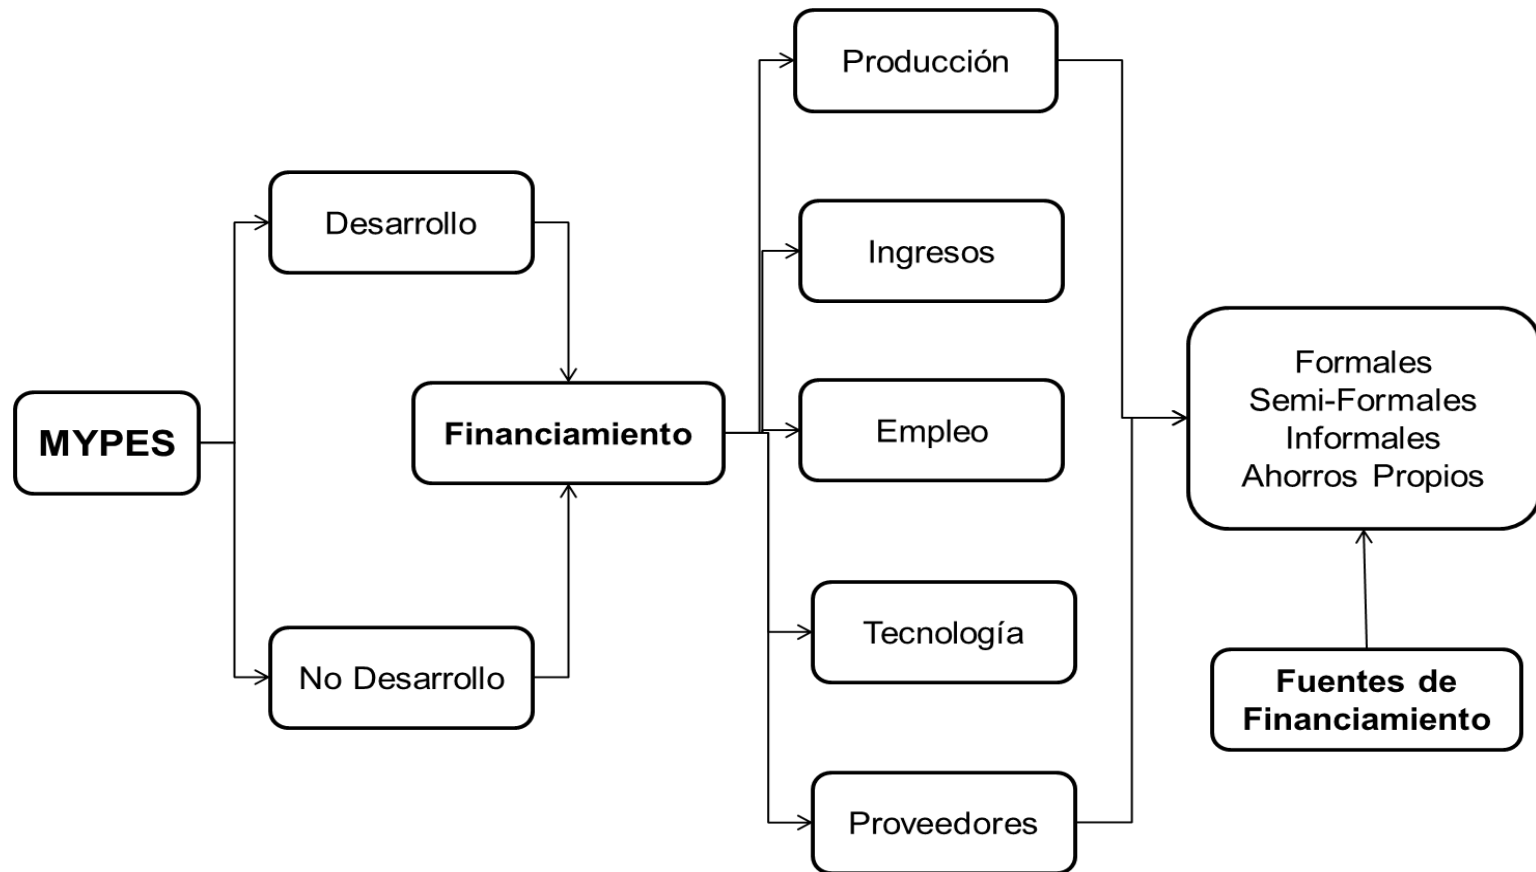 MYPES
Desarrollo
No Desarrollo
Financiamiento
Producción
Ingresos
Empleo
Tecnología
Proveedores
Formales
Semi-Formales
Informales
Ahorros Propios
Fuentes de
Financiamiento